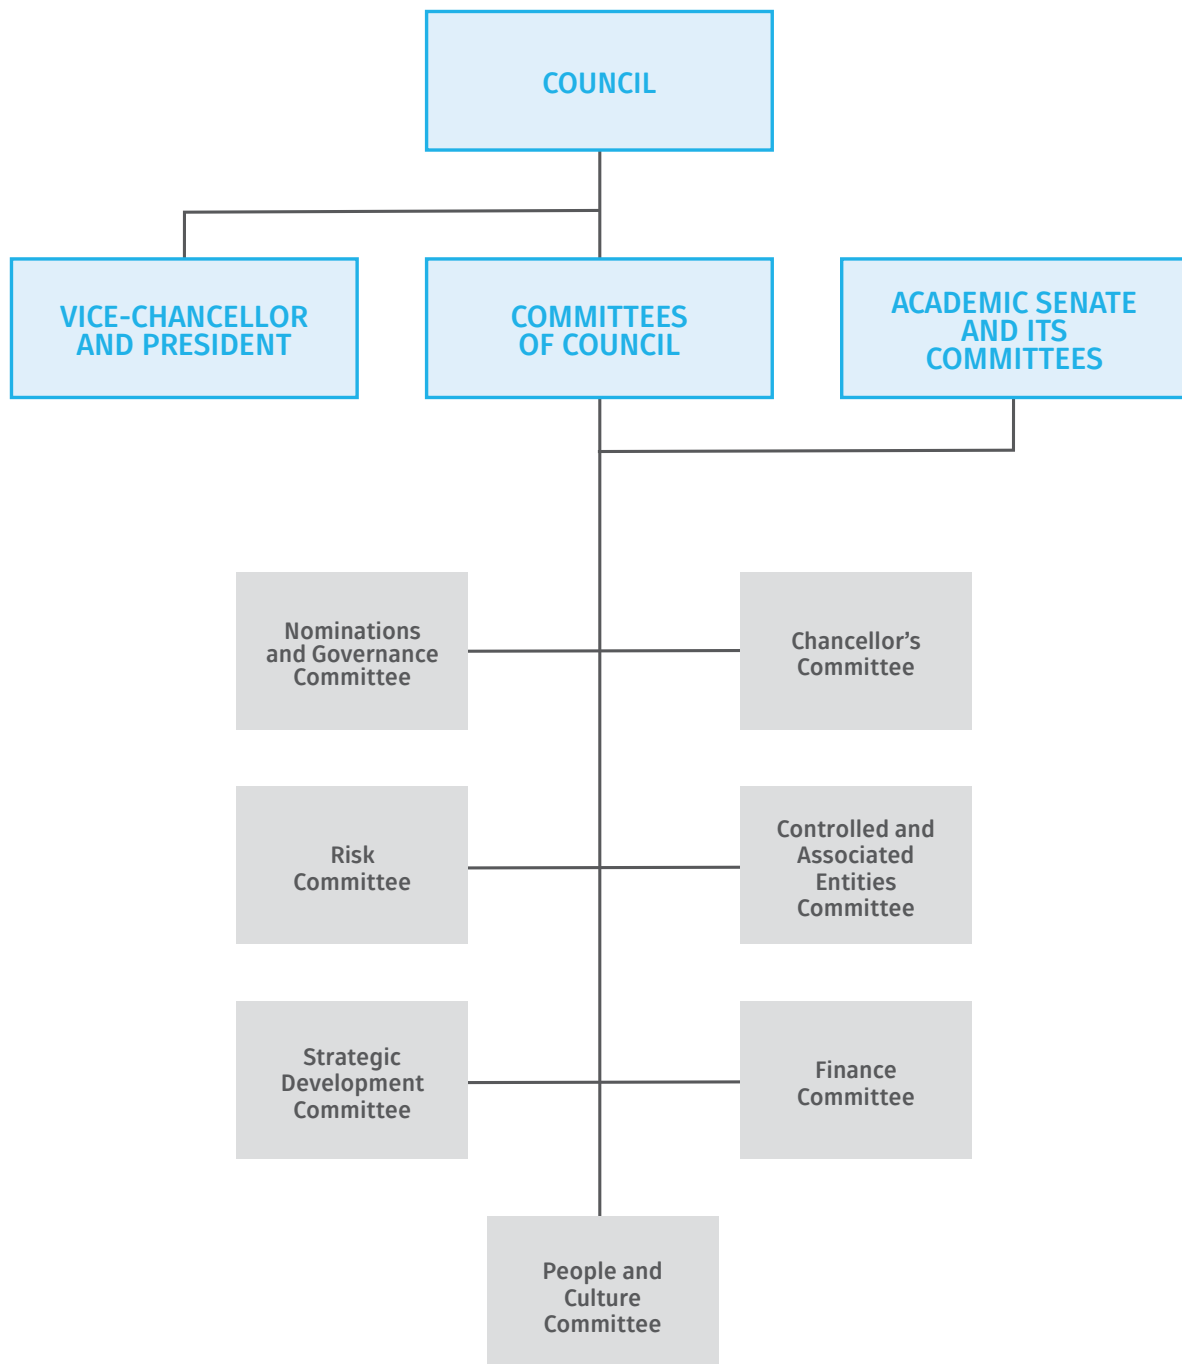 COUNCIL
VICE-CHANCELLOR
AND PRESIDENT
COMMITTEES
OF COUNCIL
ACADEMIC SENATE
AND ITS
COMMITTEES
Nominations
and Governance
Committee
Chancellor’s
Committee
Risk
Committee
Controlled and
Associated
Entities
Committee
Strategic
Development
Committee
Finance
Committee
People and
Culture
Committee